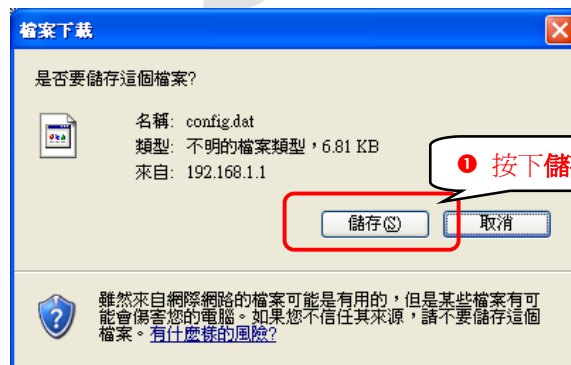 檔案下載
是否要儲存這個檔案?
名稱: config.dat
類型: 不明的檔案類型,6.81 KB
來自: 192.168.1.1
❶ 按下儲
儲存(S)
取消
雖然來自網際網路的檔案可能是有用的,但是某些檔案有可
能會傷害您的電腦。如果您不信任其來源,請不要儲存這個
檔案。有什麼樣的風險?